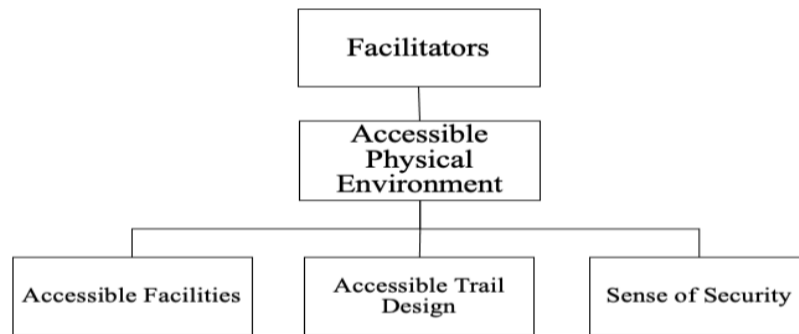 Facilitators
Accessible
Physical
Environment
Accessible Facilities
Accessible Trail
Design
Sense of Security